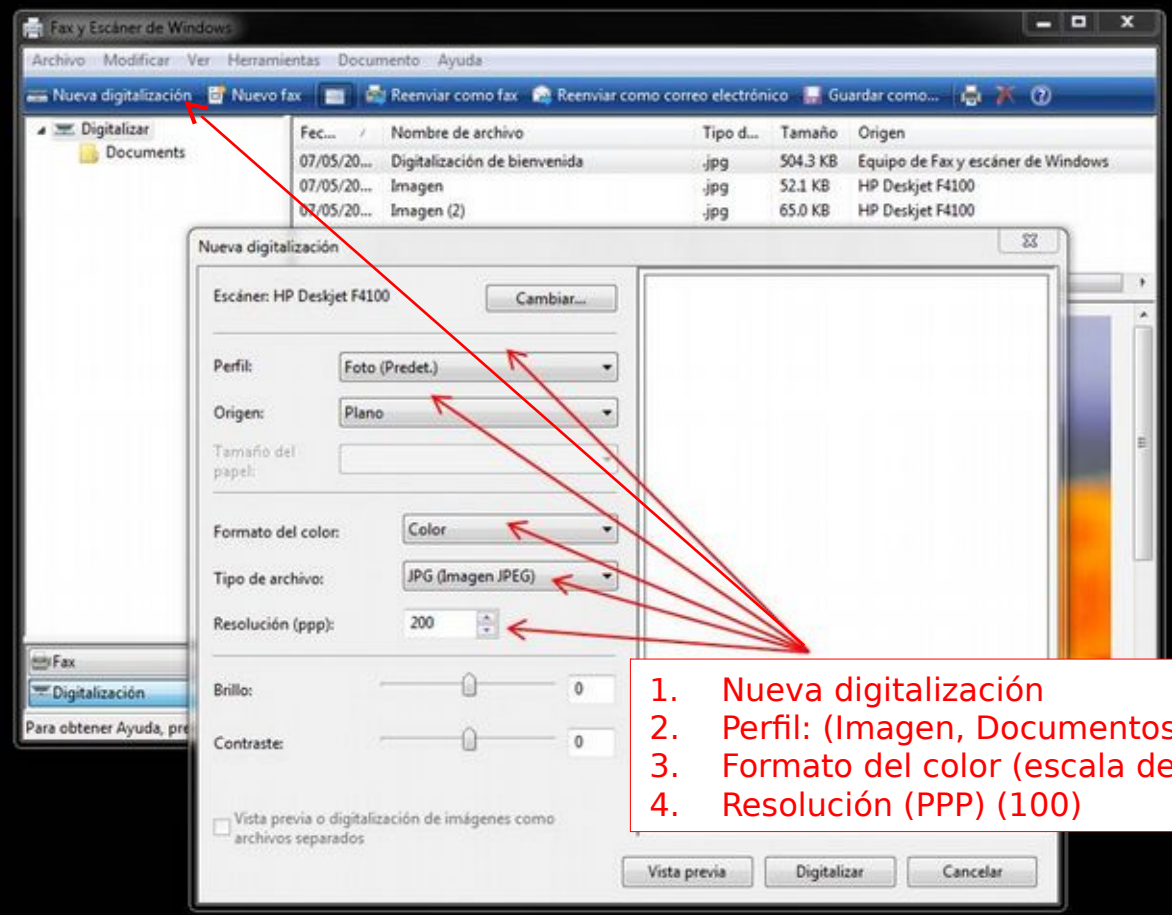 Fax y Escáner de Windows
Archivo Modificar Ver Herramientas Documento Ayuda
Nueva digitalización Nuevo fax Reenviar como fax Reenviar como correo electrónico Guardar como...
Digitalizar
Documents
Fec... Nombre de archivo Tipo d... Tamaño Origen
07/05/20... Digitalización de bienvenida .jpg 504.3 KB Equipo de Fax y escáner de Windows
07/05/20... Imagen .jpg 52.1 KB HP Deskjet F4100
07/05/20... Imagen (2) .jpg 65.0 KB HP Deskjet F4100
Nueva digitalización
Escáner: HP Deskjet F4100 Cambiar...
Perfil: Foto (Predet.)
Origen: Plano
Tamaño del
papel:
Formato del color: Color
Tipo de archivo: JPG (Imagen JPEG)
Resolución (ppp): 200
Brillo: 0
Contraste: 0
Vista previa o digitalización de imágenes como
archivos separados
Vista previa Digitalizar Cancelar
Fax
Digitalización
Para obtener Ayuda, pre
1. Nueva digitalización
2. Perfil: (Imagen, Documentos
3. Formato del color (escala de
4. Resolución (PPP) (100)